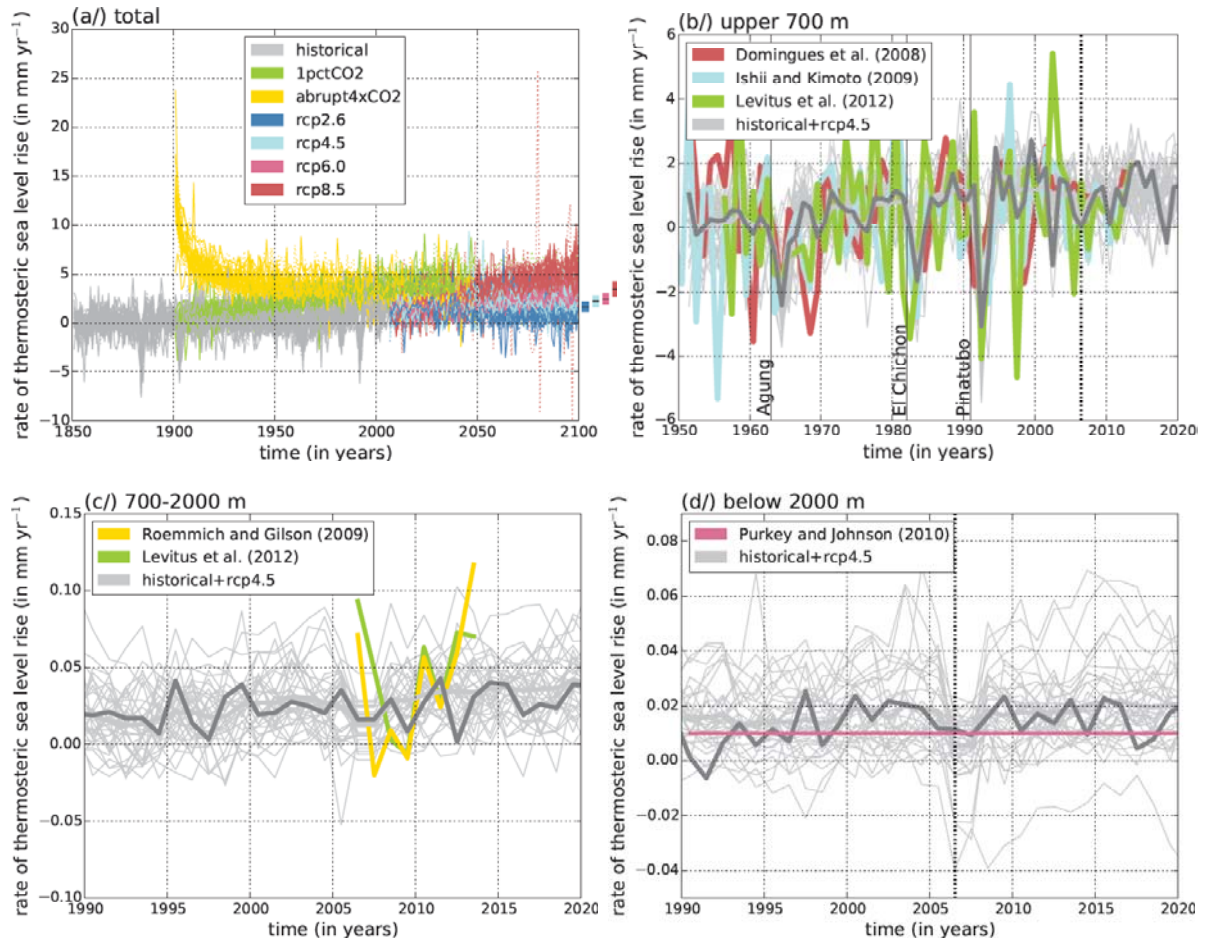 (a/) total
rate of thermosteric sea level rise (in mm yr⁻¹)
30
25
20
15
10
5
0
−5
−10
historical
1pctCO2
abrupt4xCO2
rcp2.6
rcp4.5
rcp6.0
rcp8.5
1850
1900
1950
2000
2050
2100
time (in years)
(b/) upper 700 m
rate of thermosteric sea level rise (in mm yr⁻¹)
6
4
2
0
−2
−4
−6
Domingues et al. (2008)
Ishii and Kimoto (2009)
Levitus et al. (2012)
historical+rcp4.5
Agung
El Chichon
Pinatubo
1950
1960
1970
1980
1990
2000
2010
2020
time (in years)
(c/) 700-2000 m
rate of thermosteric sea level rise (in mm yr⁻¹)
0.15
0.10
0.05
0.00
−0.05
−0.10
Roemmich and Gilson (2009)
Levitus et al. (2012)
historical+rcp4.5
1990
1995
2000
2005
2010
2015
2020
time (in years)
(d/) below 2000 m
rate of thermosteric sea level rise (in mm yr⁻¹)
0.08
0.06
0.04
0.02
0.00
−0.02
−0.04
Purkey and Johnson (2010)
historical+rcp4.5
1990
1995
2000
2005
2010
2015
2020
time (in years)